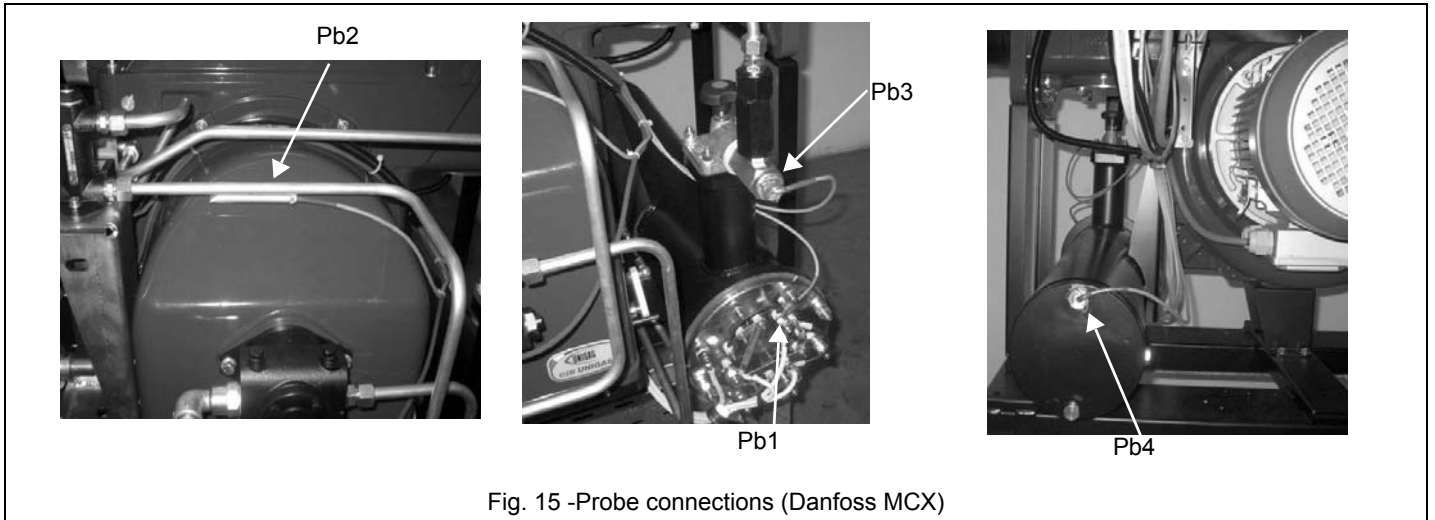 Pb2
Pb3
UNIGAS
CIB UNIGAS
Pb1
Pb4
Fig. 15 -Probe connections (Danfoss MCX)